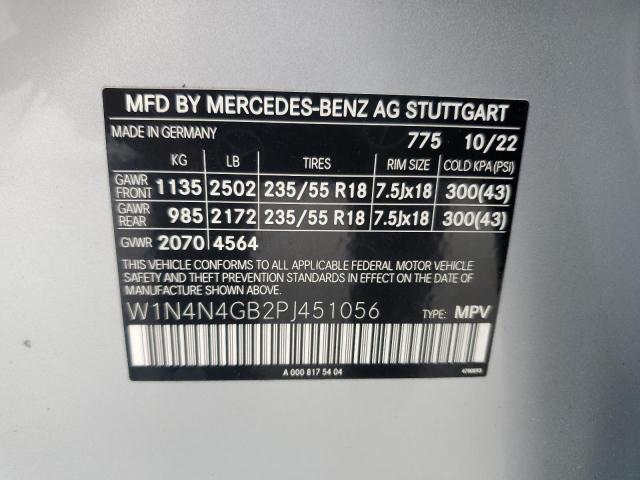 MFD BY MERCEDES-BENZ AG STUTTGART
MADE IN GERMANY 775 10/22
KG LB TIRES RIM SIZE COLD KPA(PSI)
GAWR FRONT 1135 2502 235/55 R18 7.5Jx18 300(43)
GAWR REAR 985 2172 235/55 R18 7.5Jx18 300(43)
GVWR 2070 4564
THIS VEHICLE CONFORMS TO ALL APPLICABLE FEDERAL MOTOR VEHICLE
SAFETY AND THEFT PREVENTION STANDARDS IN EFFECT ON THE DATE OF
MANUFACTURE SHOWN ABOVE.
W1N4N4GB2PJ451056 TYPE: MPV
A 000 817 54 04